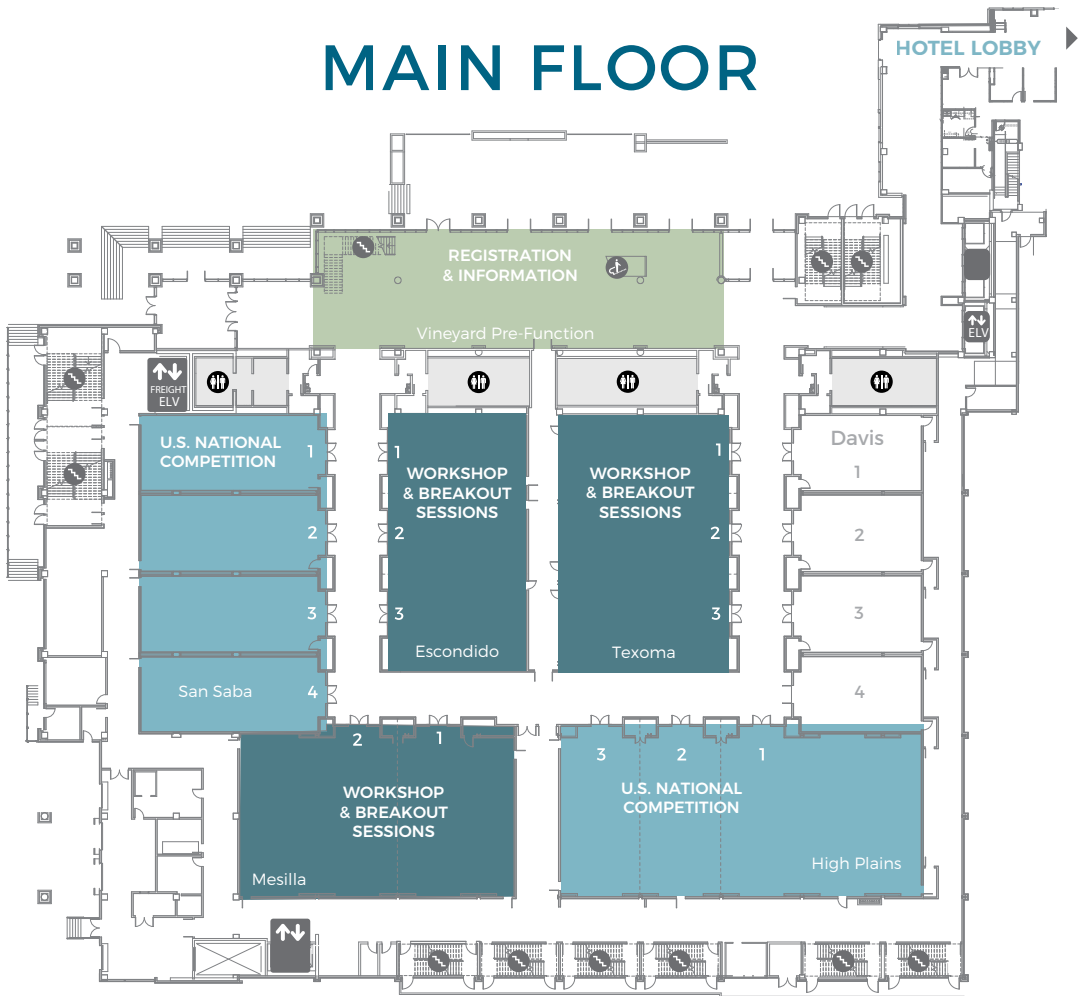 MAIN FLOOR
HOTEL LOBBY
REGISTRATION
& INFORMATION
Vineyard Pre-Function
ELV
FREIGHT
ELV
U.S. NATIONAL
COMPETITION
1
2
3
San Saba
4
1
WORKSHOP
& BREAKOUT
SESSIONS
2
3
Escondido
1
WORKSHOP
& BREAKOUT
SESSIONS
2
3
Texoma
Davis
1
2
3
4
2
1
WORKSHOP
& BREAKOUT
SESSIONS
Mesilla
3
2
1
U.S. NATIONAL
COMPETITION
High Plains